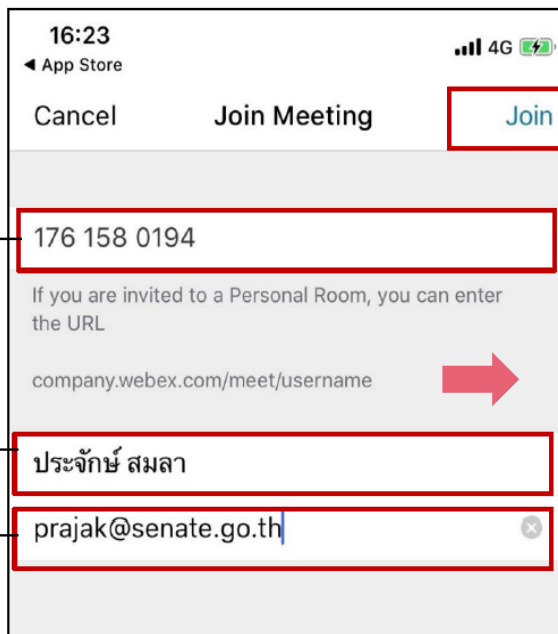 16:23
4G
◀ App Store
Cancel Join Meeting Join
176 158 0194
If you are invited to a Personal Room, you can enter
the URL
company.webex.com/meet/username
ประจักษ์ สมลา
prajak@senate.go.th